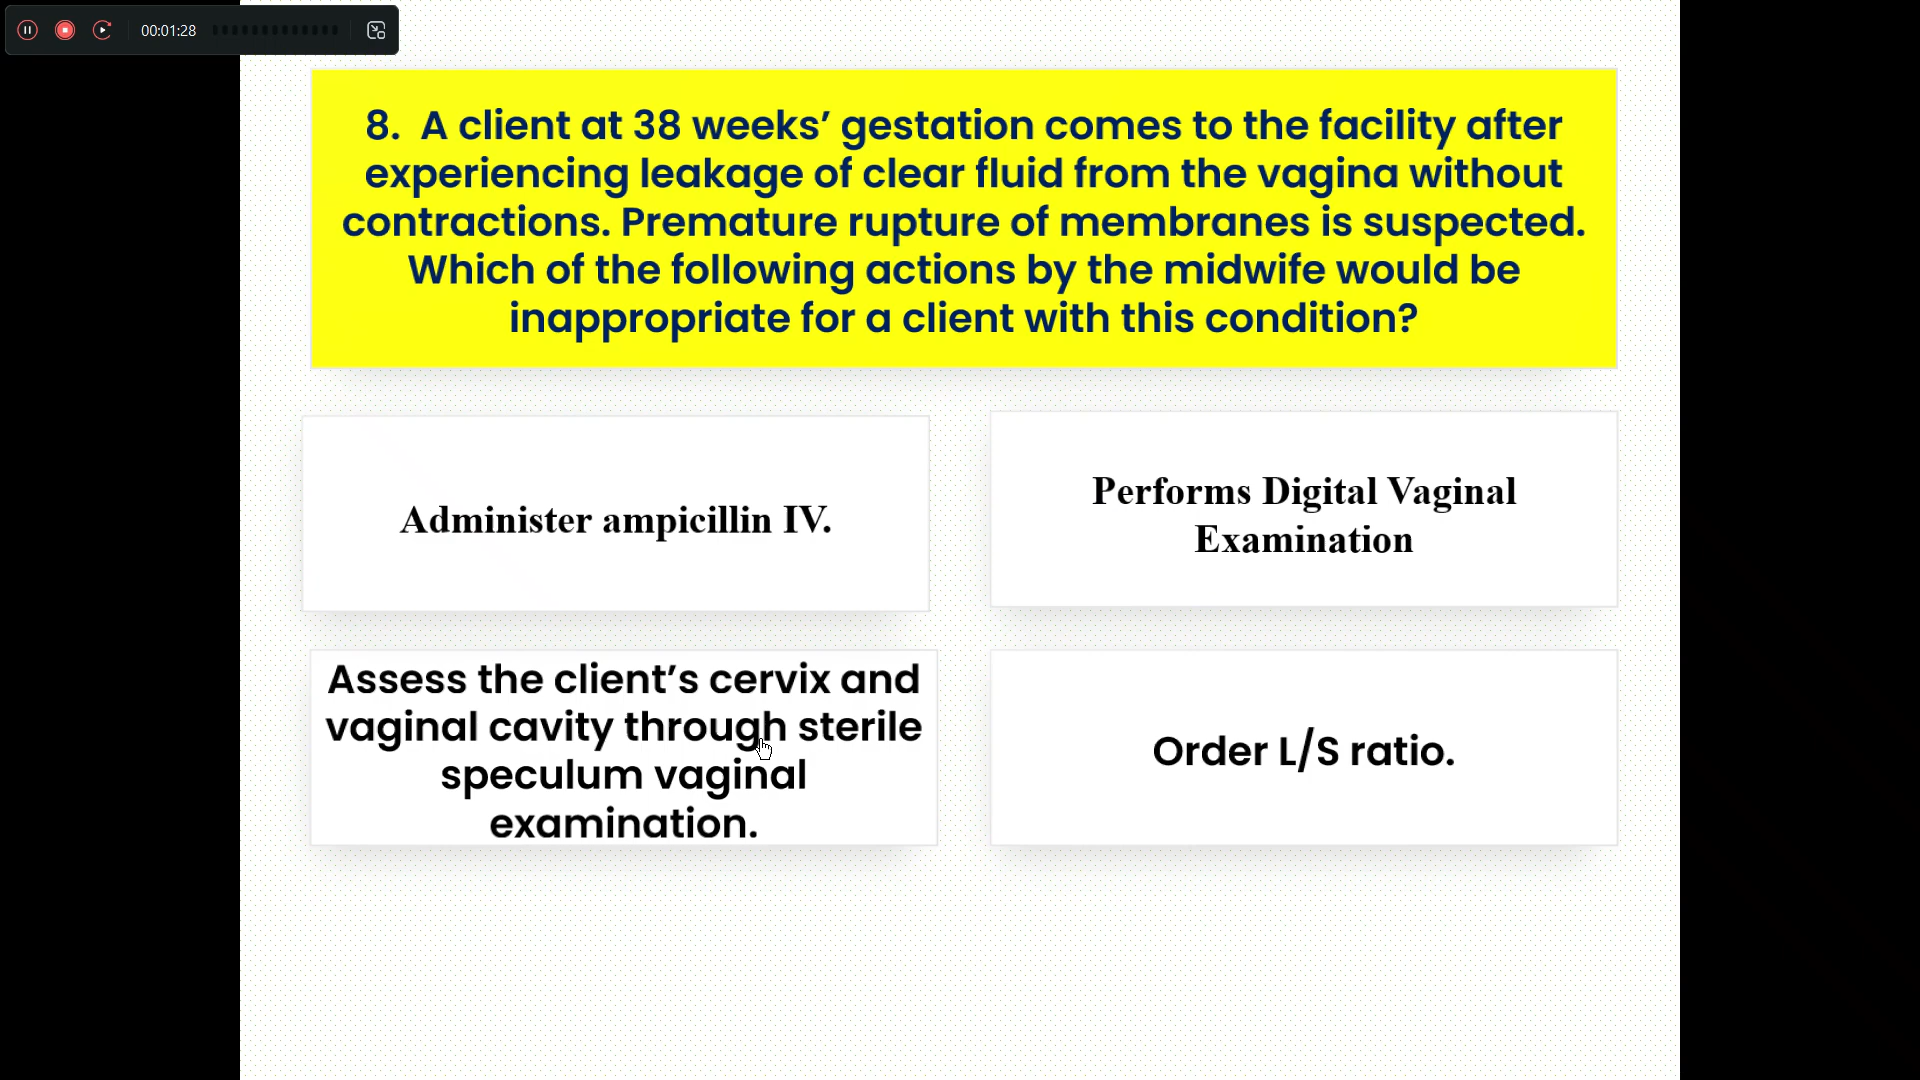 00:01:28
8. A client at 38 weeks’ gestation comes to the facility after
experiencing leakage of clear fluid from the vagina without
contractions. Premature rupture of membranes is suspected.
Which of the following actions by the midwife would be
inappropriate for a client with this condition?
Administer ampicillin IV.
Performs Digital Vaginal
Examination
Assess the client’s cervix and
vaginal cavity through sterile
speculum vaginal
examination.
Order L/S ratio.